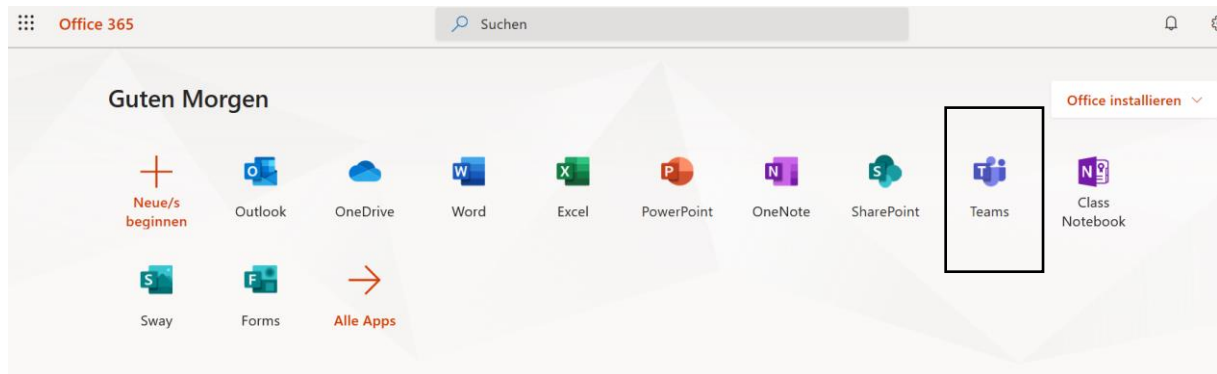 Office 365
Suchen
Guten Morgen
Office installieren
Neue/s
beginnen
Outlook
OneDrive
Word
Excel
PowerPoint
OneNote
SharePoint
Teams
Class
Notebook
Sway
Forms
Alle Apps